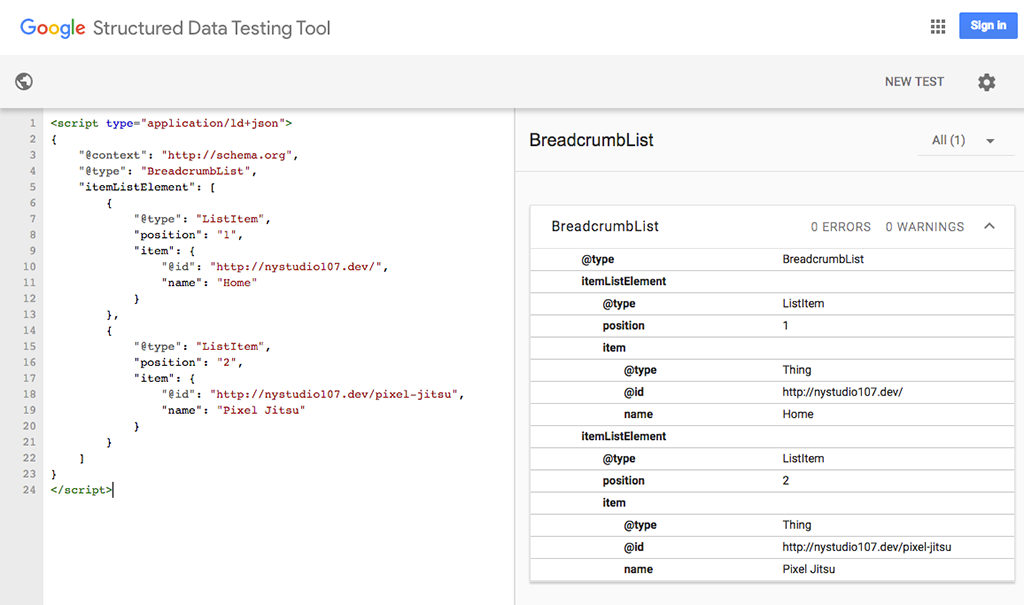 Google Structured Data Testing Tool
Sign in
NEW TEST
1 <script type="application/ld+json">
2 {
3 "@context": "http://schema.org",
4 "@type": "BreadcrumbList",
5 "itemListElement": [
6 {
7 "@type": "ListItem",
8 "position": "1",
9 "item": {
10 "@id": "http://nystudio107.dev/",
11 "name": "Home"
12 }
13 },
14 {
15 "@type": "ListItem",
16 "position": "2",
17 "item": {
18 "@id": "http://nystudio107.dev/pixel-jitsu",
19 "name": "Pixel Jitsu"
20 }
21 }
22 ]
23 }
24 </script>
BreadcrumbList
All (1)
BreadcrumbList 0 ERRORS 0 WARNINGS
@type BreadcrumbList
itemListElement
@type ListItem
position 1
item
@type Thing
@id http://nystudio107.dev/
name Home
itemListElement
@type ListItem
position 2
item
@type Thing
@id http://nystudio107.dev/pixel-jitsu
name Pixel Jitsu